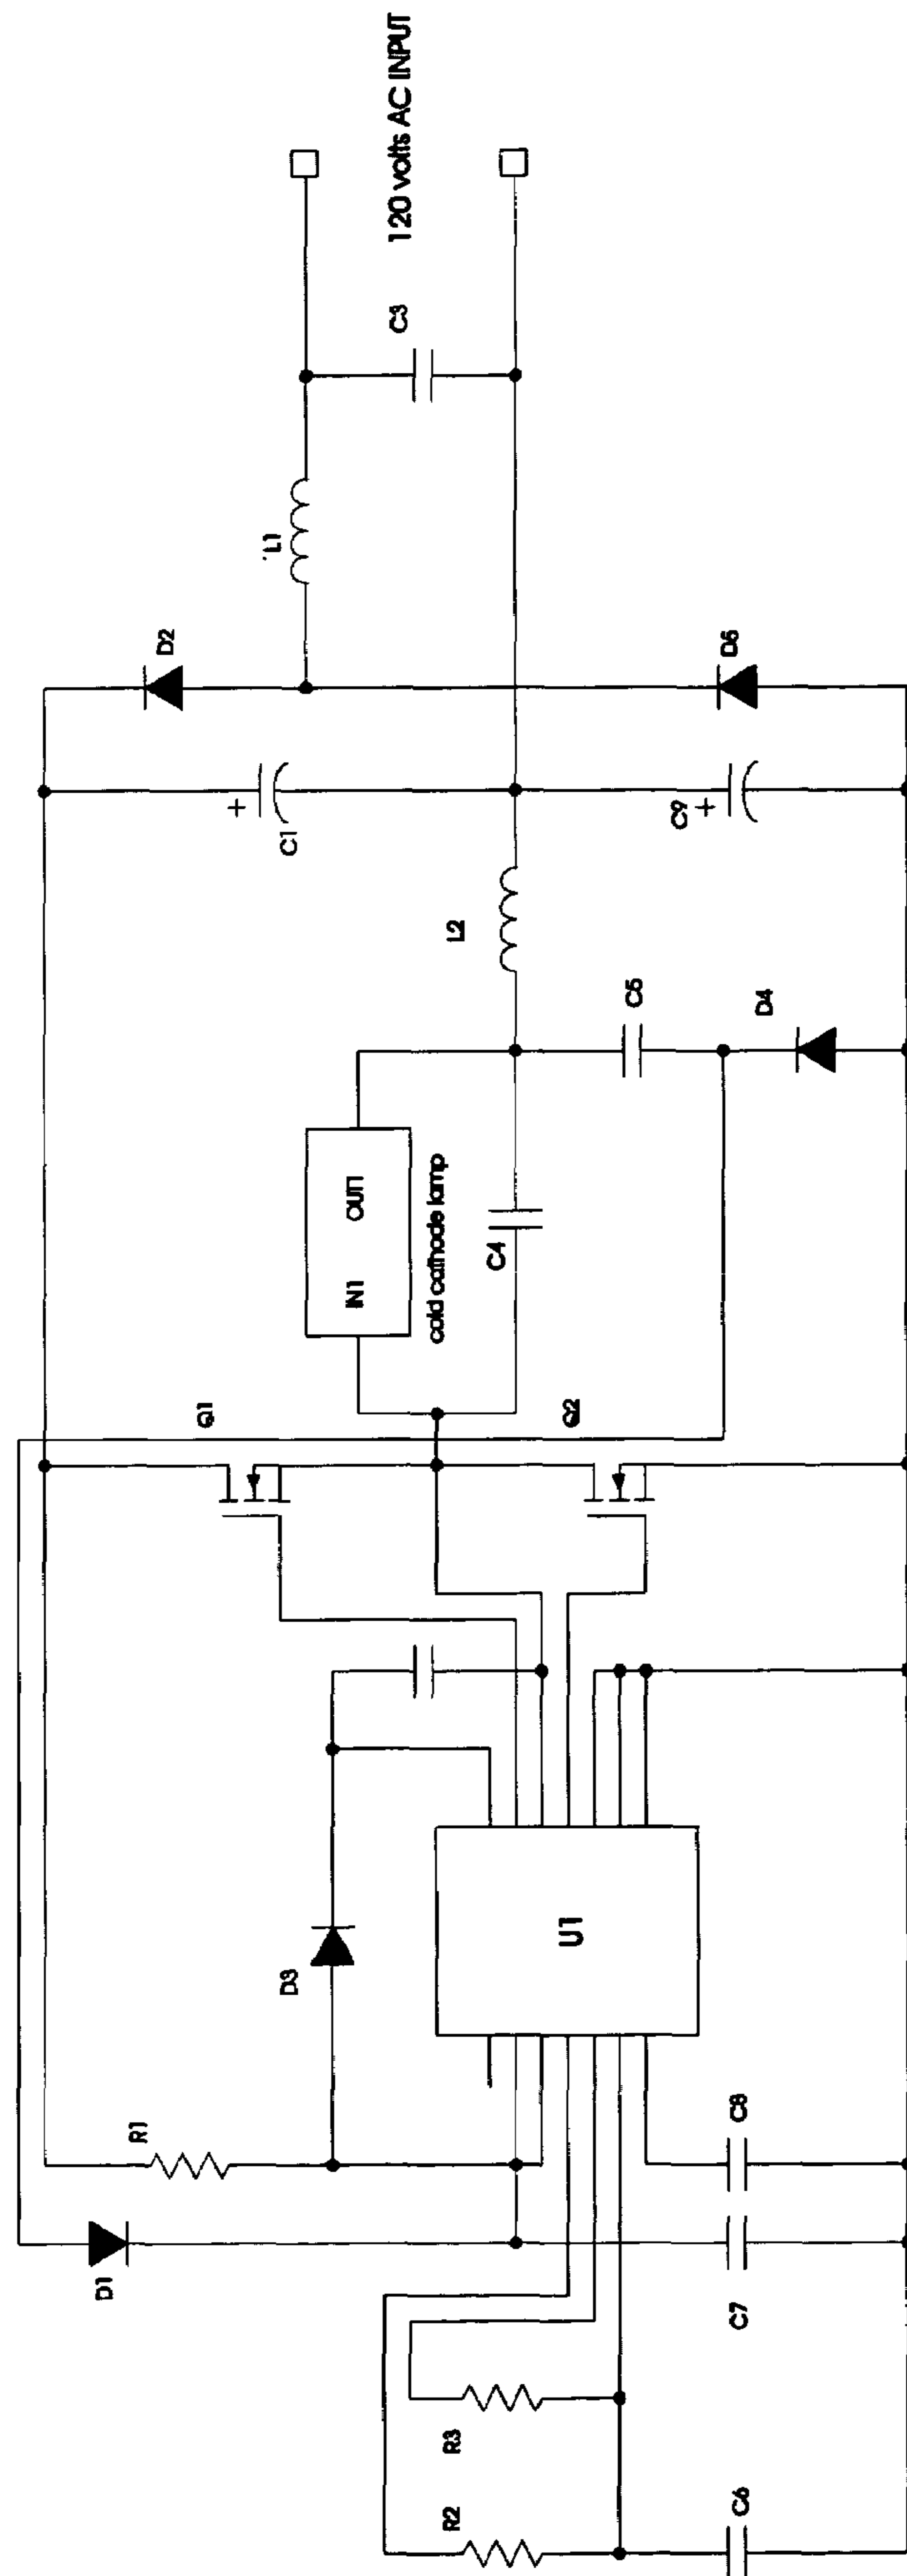 120 volts AC INPUT
C3
L1
D2
D5
C1
C9
L2
C5
D4
IN1 OUT1
cold cathode lamp
C4
Q1
Q2
D3
U1
R1
D1
C8
C7
R3
R2
C6